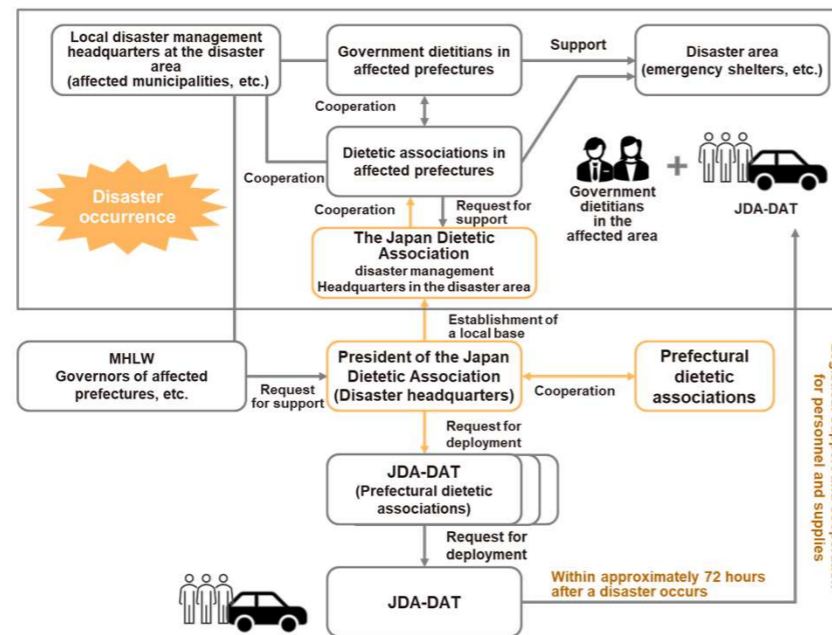 Local disaster management
headquarters at the disaster
area
(affected municipalities, etc.)
Government dietitians in
affected prefectures
Support
Disaster area
(emergency shelters, etc.)
Cooperation
Dietetic associations in
affected prefectures
Cooperation
Disaster
occurrence
Cooperation
Request for
support
Government
dietitians
in the
affected area
+
JDA-DAT
The Japan Dietetic
Association
disaster management
Headquarters in the disaster area
Establishment of
a local base
MHLW
Governors of affected
prefectures, etc.
Request
for support
President of the Japan
Dietetic Association
(Disaster headquarters)
Cooperation
Prefectural
dietetic
associations
Request for
deployment
JDA-DAT
(Prefectural dietetic
associations)
Request for
deployment
JDA-DAT
Within approximately 72 hours
after a disaster occurs
for personnel and supplies